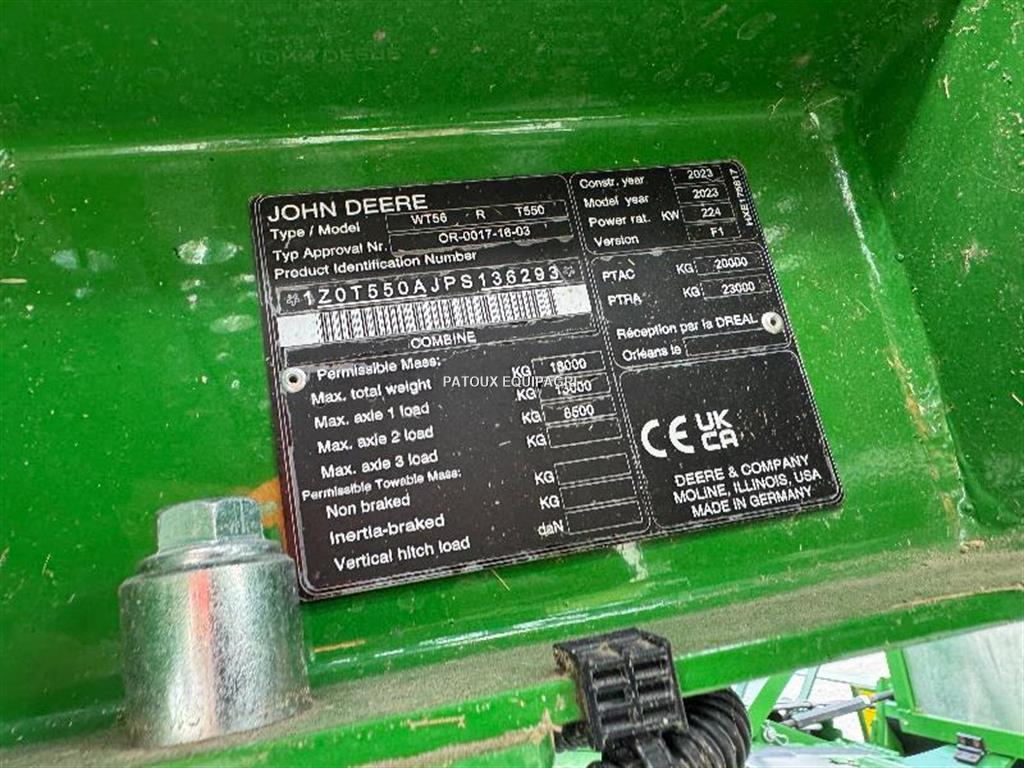 JOHN DEERE
Type / Model WT56 R T550
Typ Approval Nr. OR-0017-16-03
Product Identification Number
*1Z0T550AJPS136293*
COMBINE
Permissible Mass:
Max. total weight KG 18000
Max. axle 1 load KG 13000
Max. axle 2 load KG 8500
Max. axle 3 load KG
Permissible Towable Mass:
Non braked KG
Inertia-braked KG
Vertical hitch load daN
Constr. year 2023
Model year 2023
Power rat. KW 224
Version F1
PTAC KG 20000
PTRA KG 23000
Réception par la DREAL
Orléans le
CE UK
CA
DEERE & COMPANY
MOLINE, ILLINOIS, USA
MADE IN GERMANY
PATOUX EQUIPAGRI